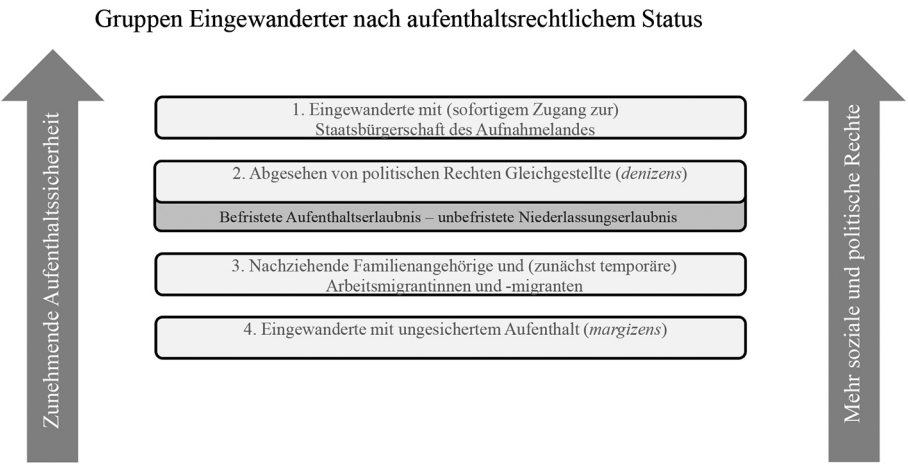 Gruppen Eingewanderter nach aufenthaltsrechtlichem Status
Zunehmende Aufenthaltssicherheit
1. Eingewanderte mit (sofortigem Zugang zur)
Staatsbürgerschaft des Aufnahmelandes
2. Abgesehen von politischen Rechten Gleichgestellte (denizens)
Befristete Aufenthaltserlaubnis – unbefristete Niederlassungserlaubnis
3. Nachziehende Familienangehörige und (zunächst temporäre)
Arbeitsmigrantinnen und -migranten
4. Eingewanderte mit ungesichertem Aufenthalt (margizens)
Mehr soziale und politische Rechte